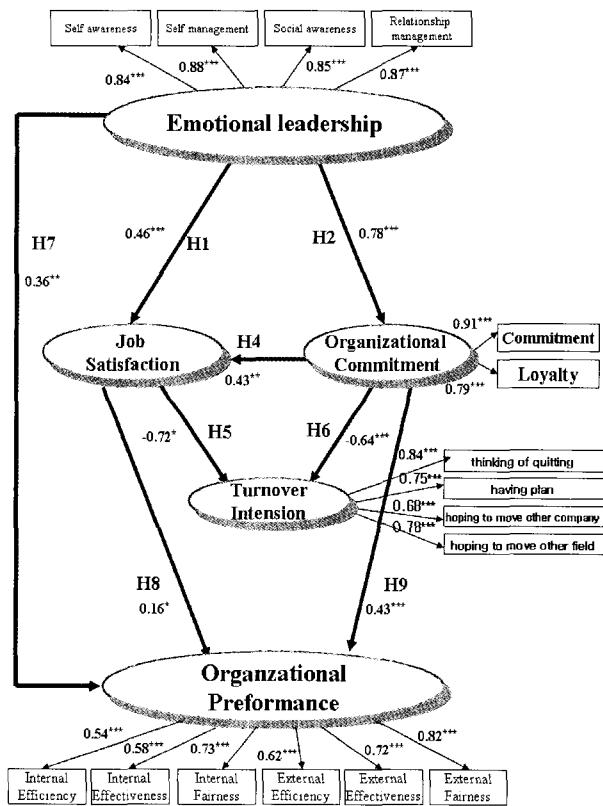 Self awareness
Self management
Social awareness
Relationship
management
0.84***
0.88***
0.85***
0.87***
Emotional leadership
H7
0.36**
0.46***
H1
H2
0.78***
Job
Satisfaction
H4
0.43**
Organizational
Commitment
0.91***
Commitment
0.79***
Loyalty
-0.72*
H5
H6
-0.64***
Turnover
Intension
0.84***
thinking of quitting
0.75***
having plan
0.68***
hoping to move other company
0.78***
hoping to move other field
H8
0.16*
H9
0.43***
Organzational
Preformance
0.54***
0.58***
0.73***
0.62***
0.72***
0.82***
Internal
Efficiency
Internal
Effectiveness
Internal
Fairness
External
Efficiency
External
Effectiveness
External
Fairness